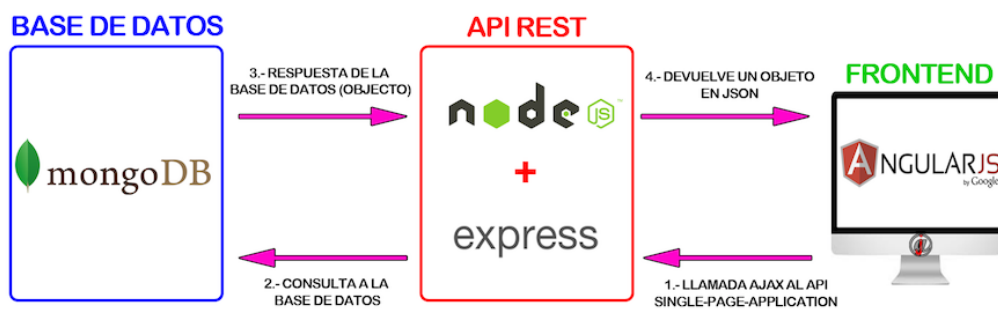 BASE DE DATOS
API REST
FRONTEND
3.- RESPUESTA DE LA
BASE DE DATOS (OBJECTO)
4.- DEVUELVE UN OBJETO
EN JSON
mongoDB
node
JS
™
+
express
ANGULARJS
by Google
2.- CONSULTA A LA
BASE DE DATOS
1.- LLAMADA AJAX AL API
SINGLE-PAGE-APPLICATION